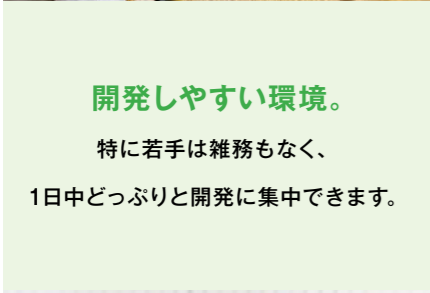 開発しやすい環境。
特に若手は雑務もなく、
1日中どっぷりと開発に集中できます。